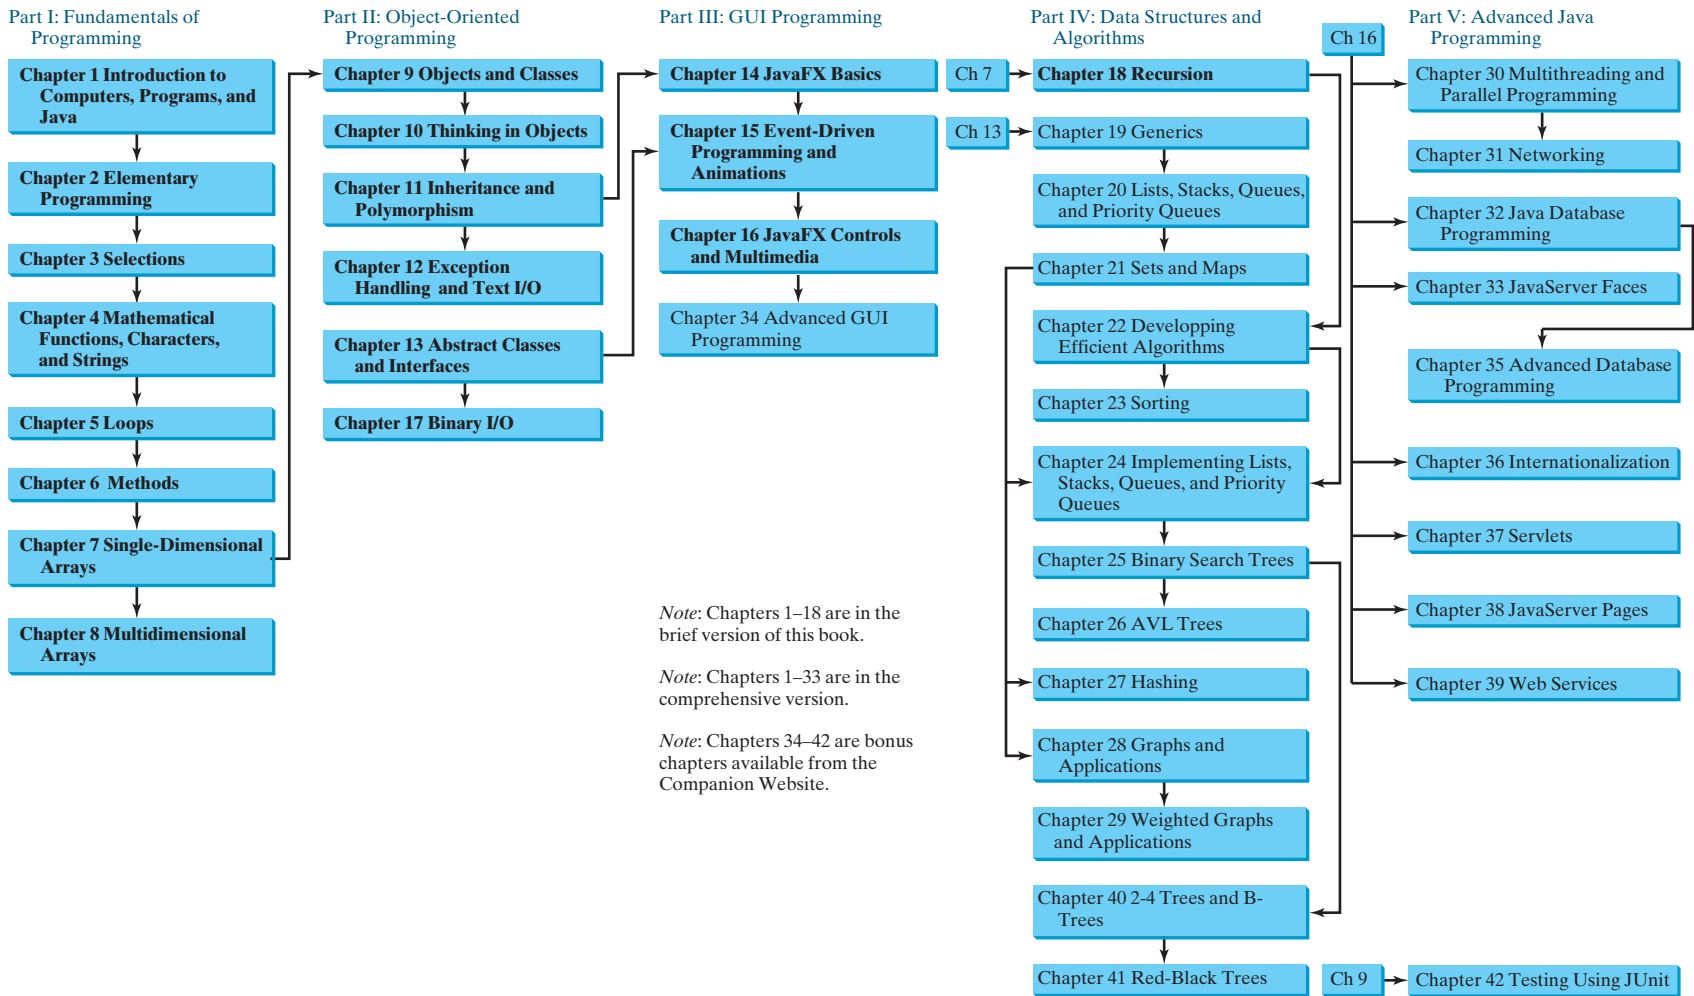 Part I: Fundamentals of
Programming
Chapter 1 Introduction to
Computers, Programs, and
Java
Chapter 2 Elementary
Programming
Chapter 3 Selections
Chapter 4 Mathematical
Functions, Characters,
and Strings
Chapter 5 Loops
Chapter 6 Methods
Chapter 7 Single-Dimensional
Arrays
Chapter 8 Multidimensional
Arrays
Part II: Object-Oriented
Programming
Chapter 9 Objects and Classes
Chapter 10 Thinking in Objects
Chapter 11 Inheritance and
Polymorphism
Chapter 12 Exception
Handling and Text I/O
Chapter 13 Abstract Classes
and Interfaces
Chapter 17 Binary I/O
Part III: GUI Programming
Chapter 14 JavaFX Basics
Chapter 15 Event-Driven
Programming and
Animations
Chapter 16 JavaFX Controls
and Multimedia
Chapter 34 Advanced GUI
Programming
Note: Chapters 1–18 are in the
brief version of this book.
Note: Chapters 1–33 are in the
comprehensive version.
Note: Chapters 34–42 are bonus
chapters available from the
Companion Website.
Part IV: Data Structures and
Algorithms
Ch 7
Chapter 18 Recursion
Ch 13
Chapter 19 Generics
Chapter 20 Lists, Stacks, Queues,
and Priority Queues
Chapter 21 Sets and Maps
Chapter 22 Developping
Efficient Algorithms
Chapter 23 Sorting
Chapter 24 Implementing Lists,
Stacks, Queues, and Priority
Queues
Chapter 25 Binary Search Trees
Chapter 26 AVL Trees
Chapter 27 Hashing
Chapter 28 Graphs and
Applications
Chapter 29 Weighted Graphs
and Applications
Chapter 40 2-4 Trees and B-
Trees
Chapter 41 Red-Black Trees
Part V: Advanced Java
Programming
Ch 16
Chapter 30 Multithreading and
Parallel Programming
Chapter 31 Networking
Chapter 32 Java Database
Programming
Chapter 33 JavaServer Faces
Chapter 35 Advanced Database
Programming
Chapter 36 Internationalization
Chapter 37 Servlets
Chapter 38 JavaServer Pages
Chapter 39 Web Services
Ch 9
Chapter 42 Testing Using JUnit